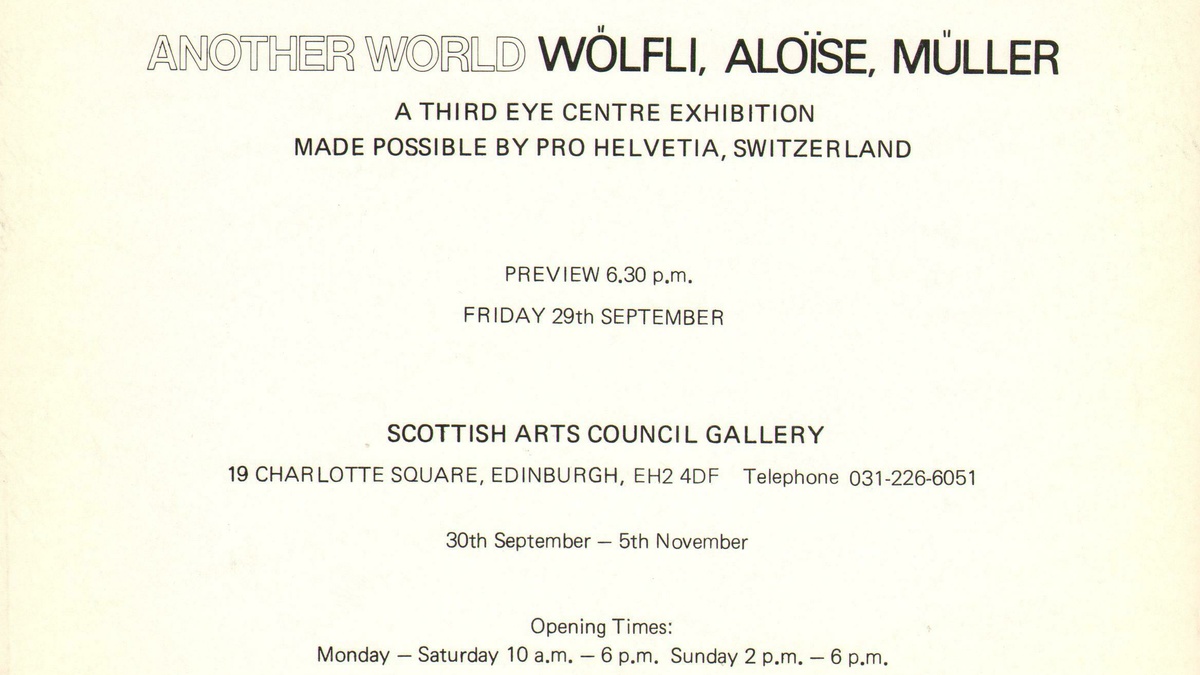 ANOTHER WORLD WÖLFLI, ALOÏSE, MÜLLER
A THIRD EYE CENTRE EXHIBITION
MADE POSSIBLE BY PRO HELVETIA, SWITZERLAND
PREVIEW 6.30 p.m.
FRIDAY 29th SEPTEMBER
SCOTTISH ARTS COUNCIL GALLERY
19 CHARLOTTE SQUARE, EDINBURGH, EH2 4DF Telephone 031-226-6051
30th September – 5th November
Opening Times:
Monday – Saturday 10 a.m. – 6 p.m. Sunday 2 p.m. – 6 p.m.